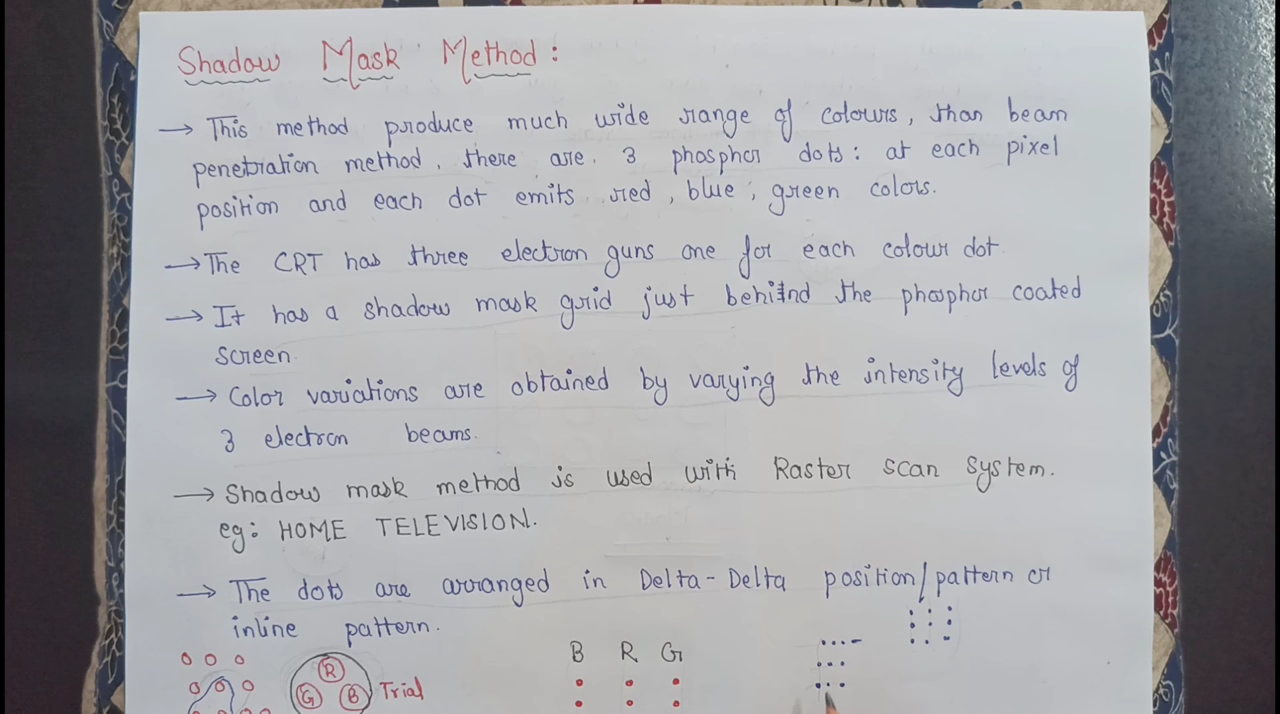 Shadow Mask Method :
→ This method produce much wide range of colours, than beam
penetration method. there are. 3 phosphor dots: at each pixel
position and each dot emits red, blue, green colors.
→ The CRT has three electron guns one for each colour dot.
→ It has a shadow mask grid just behind the phosphor coated
screen.
→ Color variations are obtained by varying the intensity levels of
3 electron beams.
→ Shadow mask method is used with Raster scan system.
eg: HOME TELEVISION.
→ The dots are arranged in Delta-Delta position/pattern or
inline pattern.
B R G
R
G B Trial